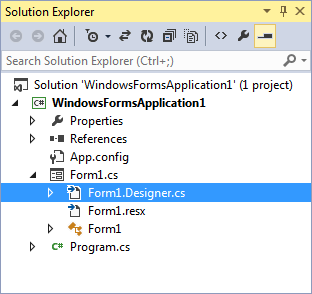 Solution Explorer
Search Solution Explorer (Ctrl+;)
Solution 'WindowsFormsApplication1' (1 project)
C# WindowsFormsApplication1
Properties
References
App.config
Form1.cs
Form1.Designer.cs
Form1.resx
Form1
C# Program.cs